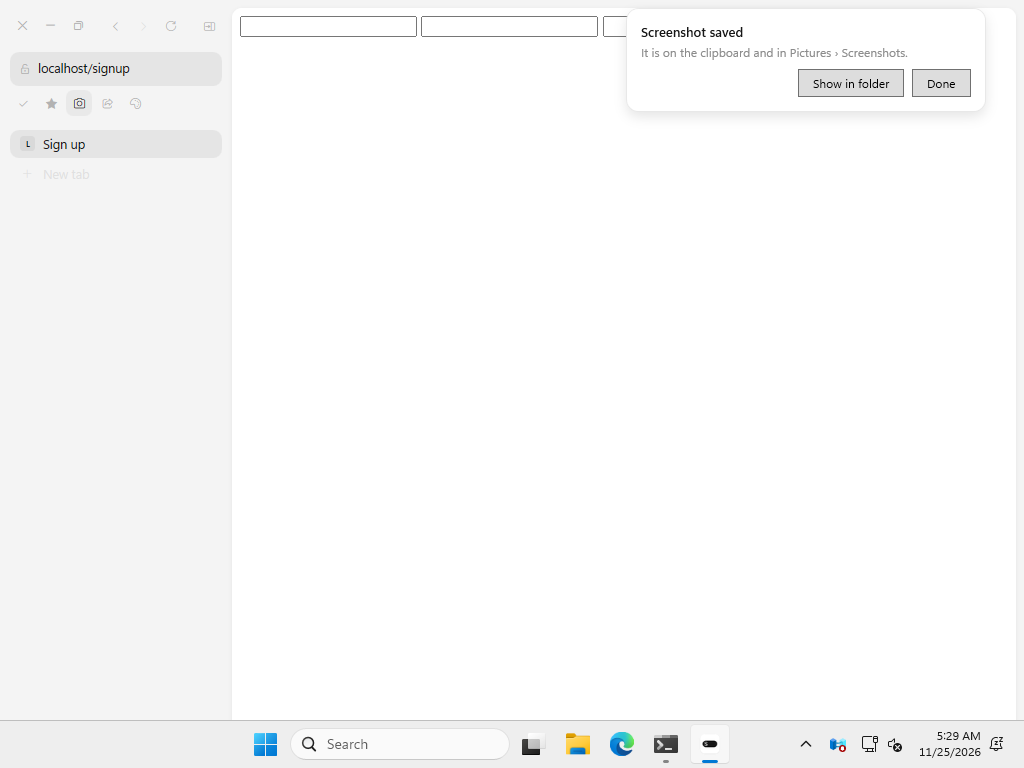 localhost/signup
L Sign up
New tab
Screenshot saved
It is on the clipboard and in Pictures › Screenshots.
Show in folder
Done
Search
5:29 AM
11/25/2026